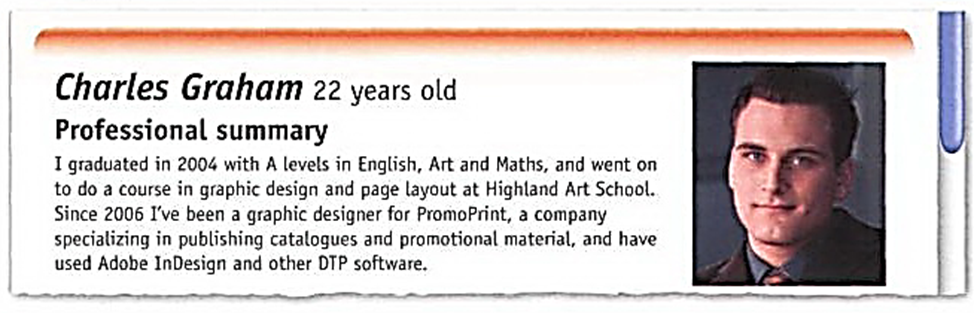 Charles Graham 22 years old
Professional summary
I graduated in 2004 with A levels in English, Art and Maths, and went on
to do a course in graphic design and page layout at Highland Art School.
Since 2006 I've been a graphic designer for PromoPrint, a company
specializing in publishing catalogues and promotional material, and have
used Adobe InDesign and other DTP software.